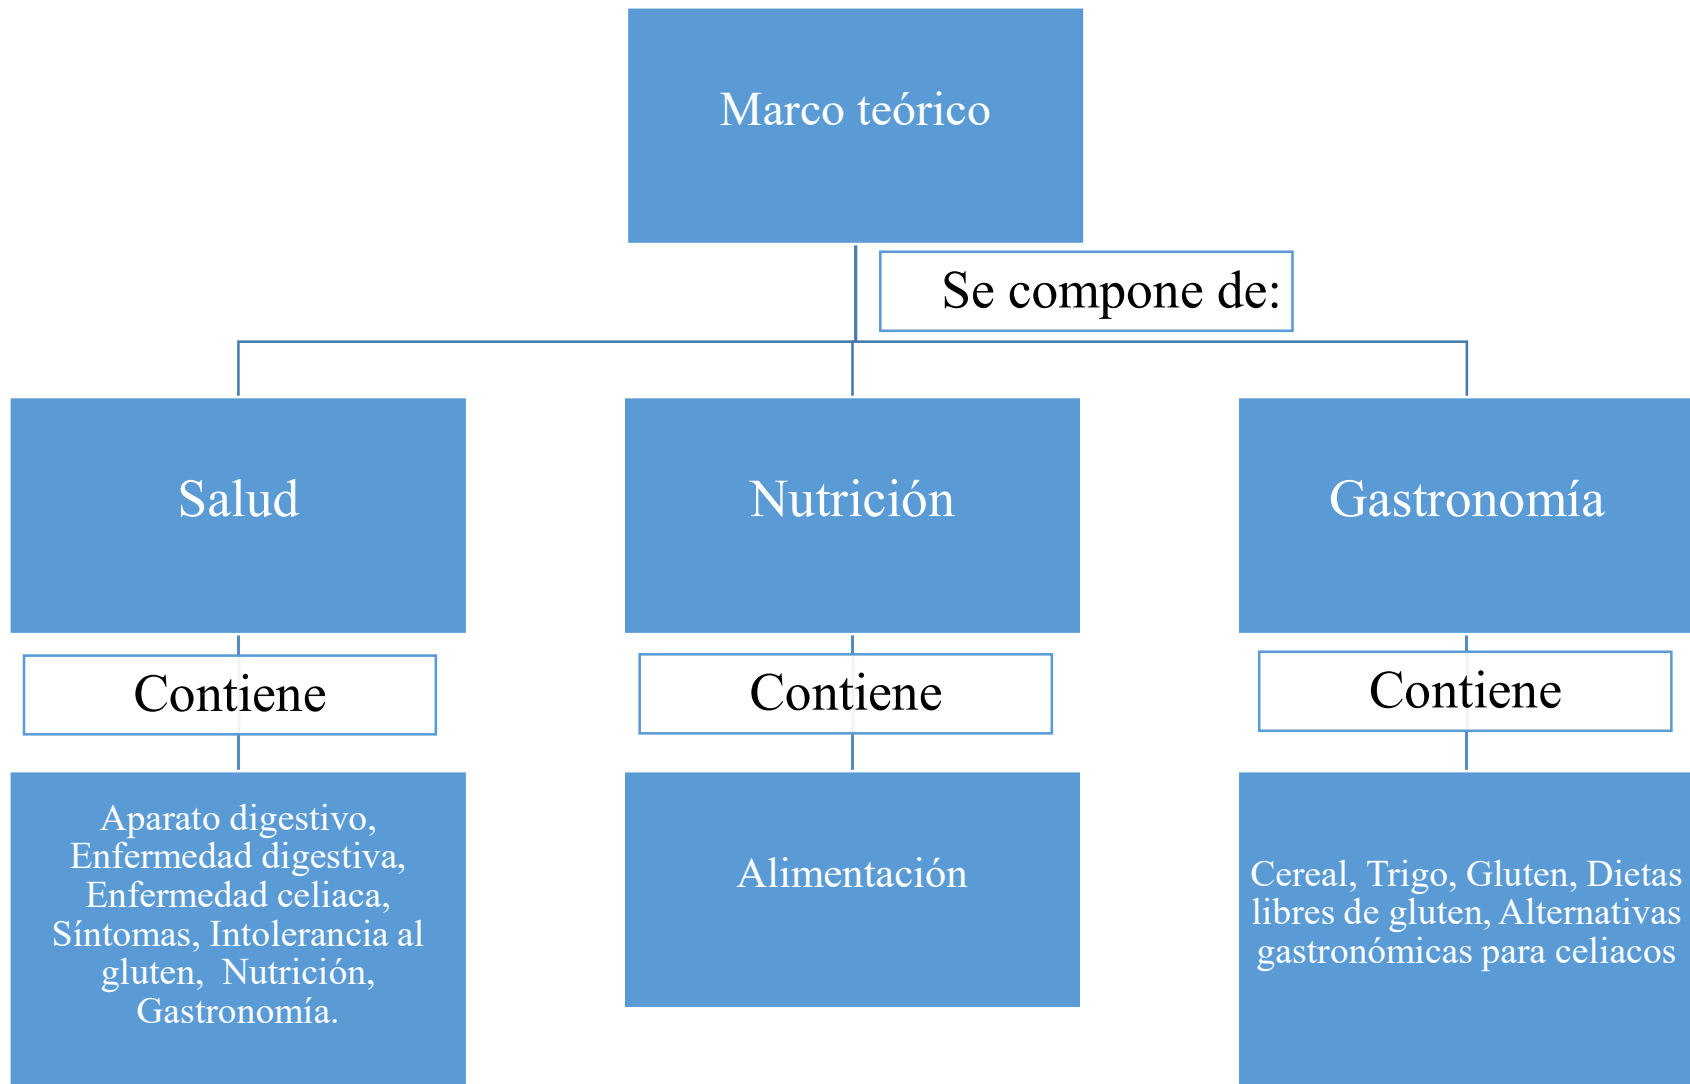 Marco teórico
Se compone de:
Salud
Nutrición
Gastronomía
Contiene
Contiene
Contiene
Aparato digestivo,
Enfermedad digestiva,
Enfermedad celiaca,
Síntomas, Intolerancia al
gluten,  Nutrición,
Gastronomía.
Alimentación
Cereal, Trigo, Gluten, Dietas
libres de gluten, Alternativas
gastronómicas para celiacos